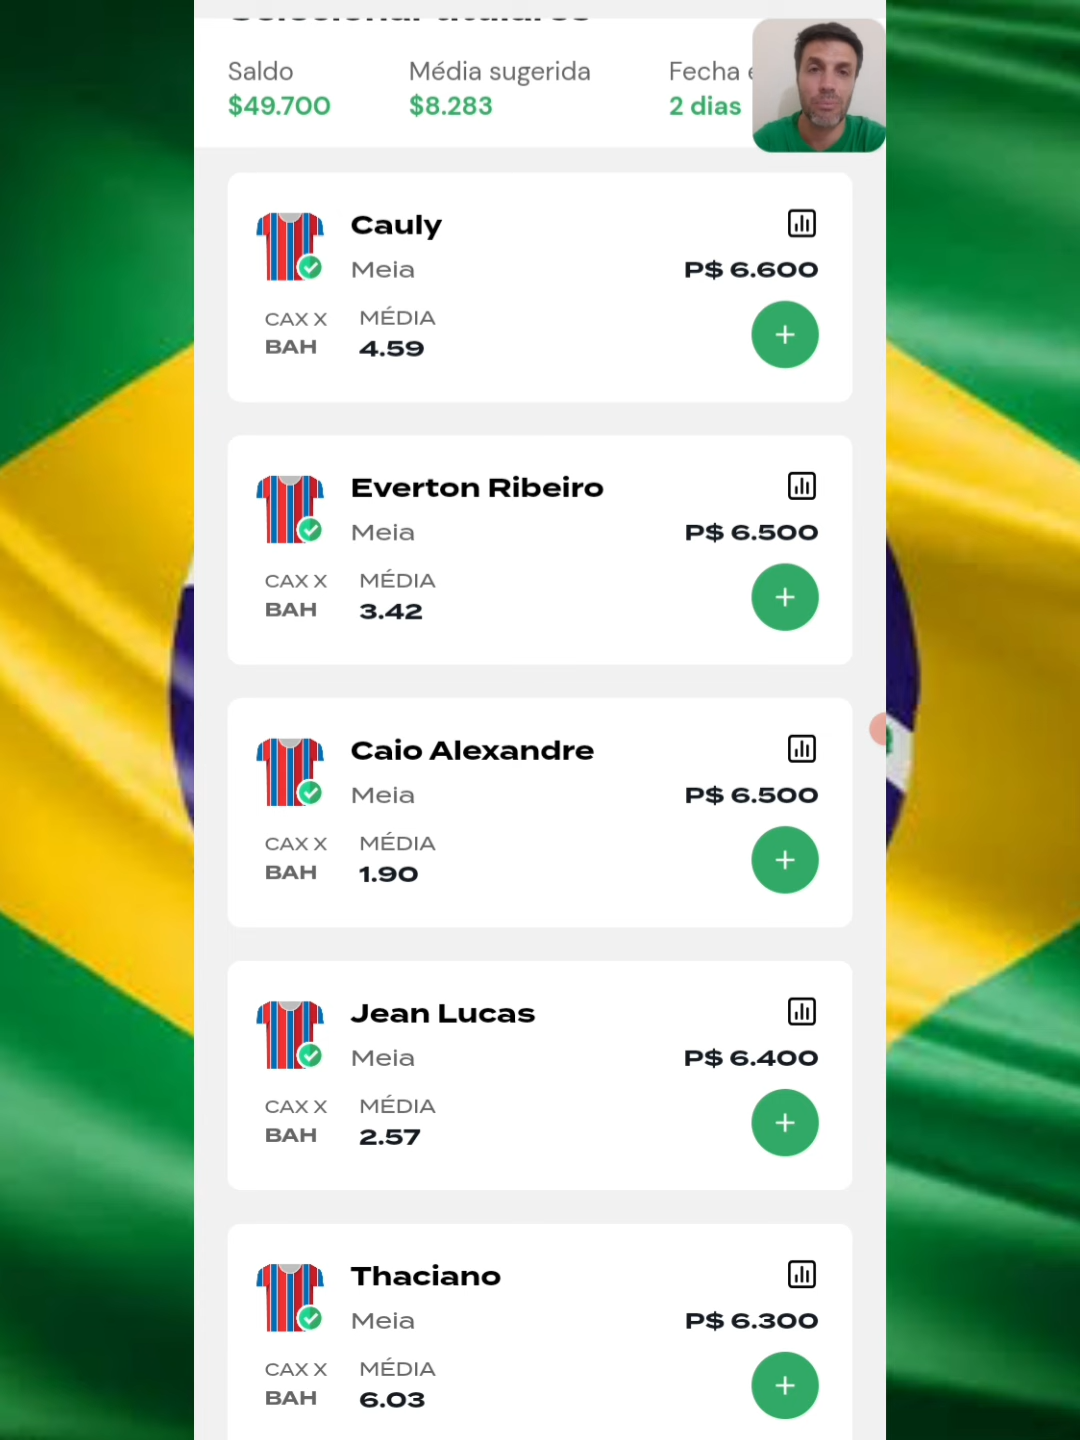 Selecionar titulares
Saldo
$49.700
Média sugerida
$8.283
Fecha e
2 dias
Cauly
Meia
P$ 6.600
CAX X
BAH
MÉDIA
4.59
Everton Ribeiro
Meia
P$ 6.500
CAX X
BAH
MÉDIA
3.42
Caio Alexandre
Meia
P$ 6.500
CAX X
BAH
MÉDIA
1.90
Jean Lucas
Meia
P$ 6.400
CAX X
BAH
MÉDIA
2.57
Thaciano
Meia
P$ 6.300
CAX X
BAH
MÉDIA
6.03